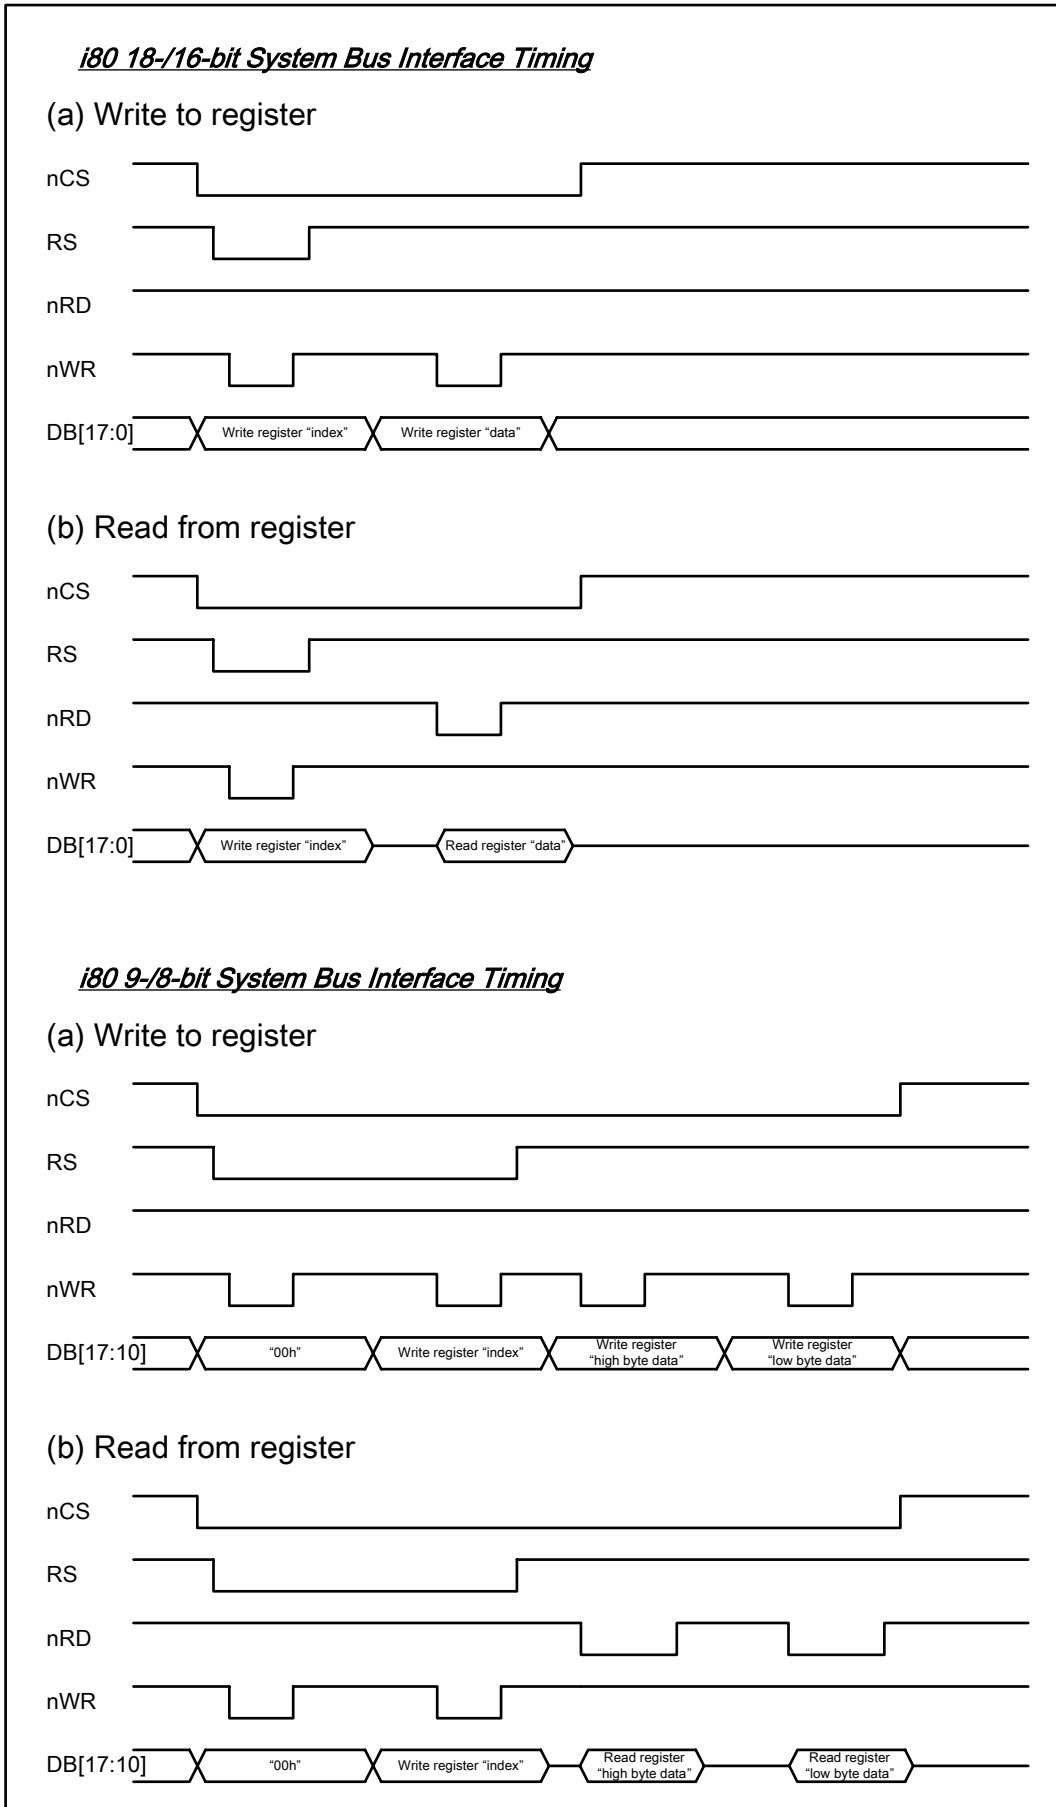 i80 18-/16-bit System Bus Interface Timing
(a) Write to register
nCS
RS
nRD
nWR
DB[17:0]
Write register “index”
Write register “data”
(b) Read from register
nCS
RS
nRD
nWR
DB[17:0]
Write register “index”
Read register “data”
i80 9-/8-bit System Bus Interface Timing
(a) Write to register
nCS
RS
nRD
nWR
DB[17:10]
“00h”
Write register “index”
Write register
“high byte data”
Write register
“low byte data”
(b) Read from register
nCS
RS
nRD
nWR
DB[17:10]
“00h”
Write register “index”
Read register
“high byte data”
Read register
“low byte data”